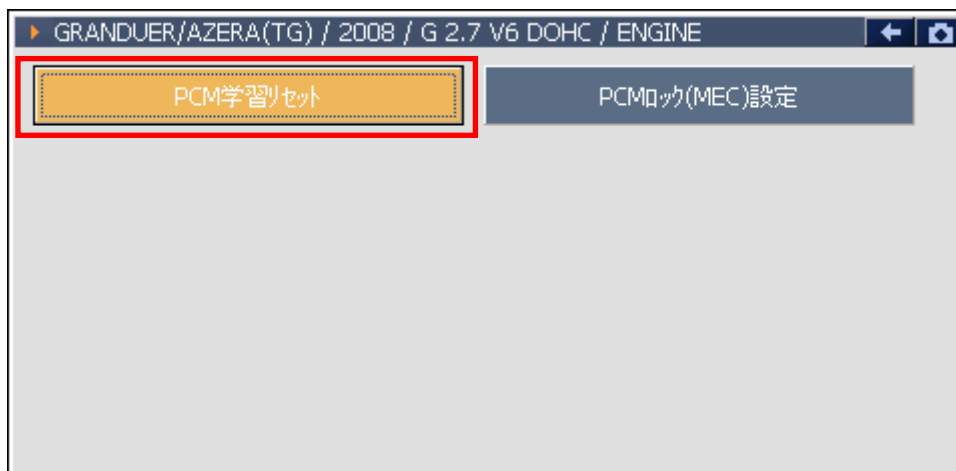 GRANDUER/AZERA(TG) / 2008 / G 2.7 V6 DOHC / ENGINE
PCM学習ﾘｾｯﾄ
PCMﾛｯｸ(MEC)設定